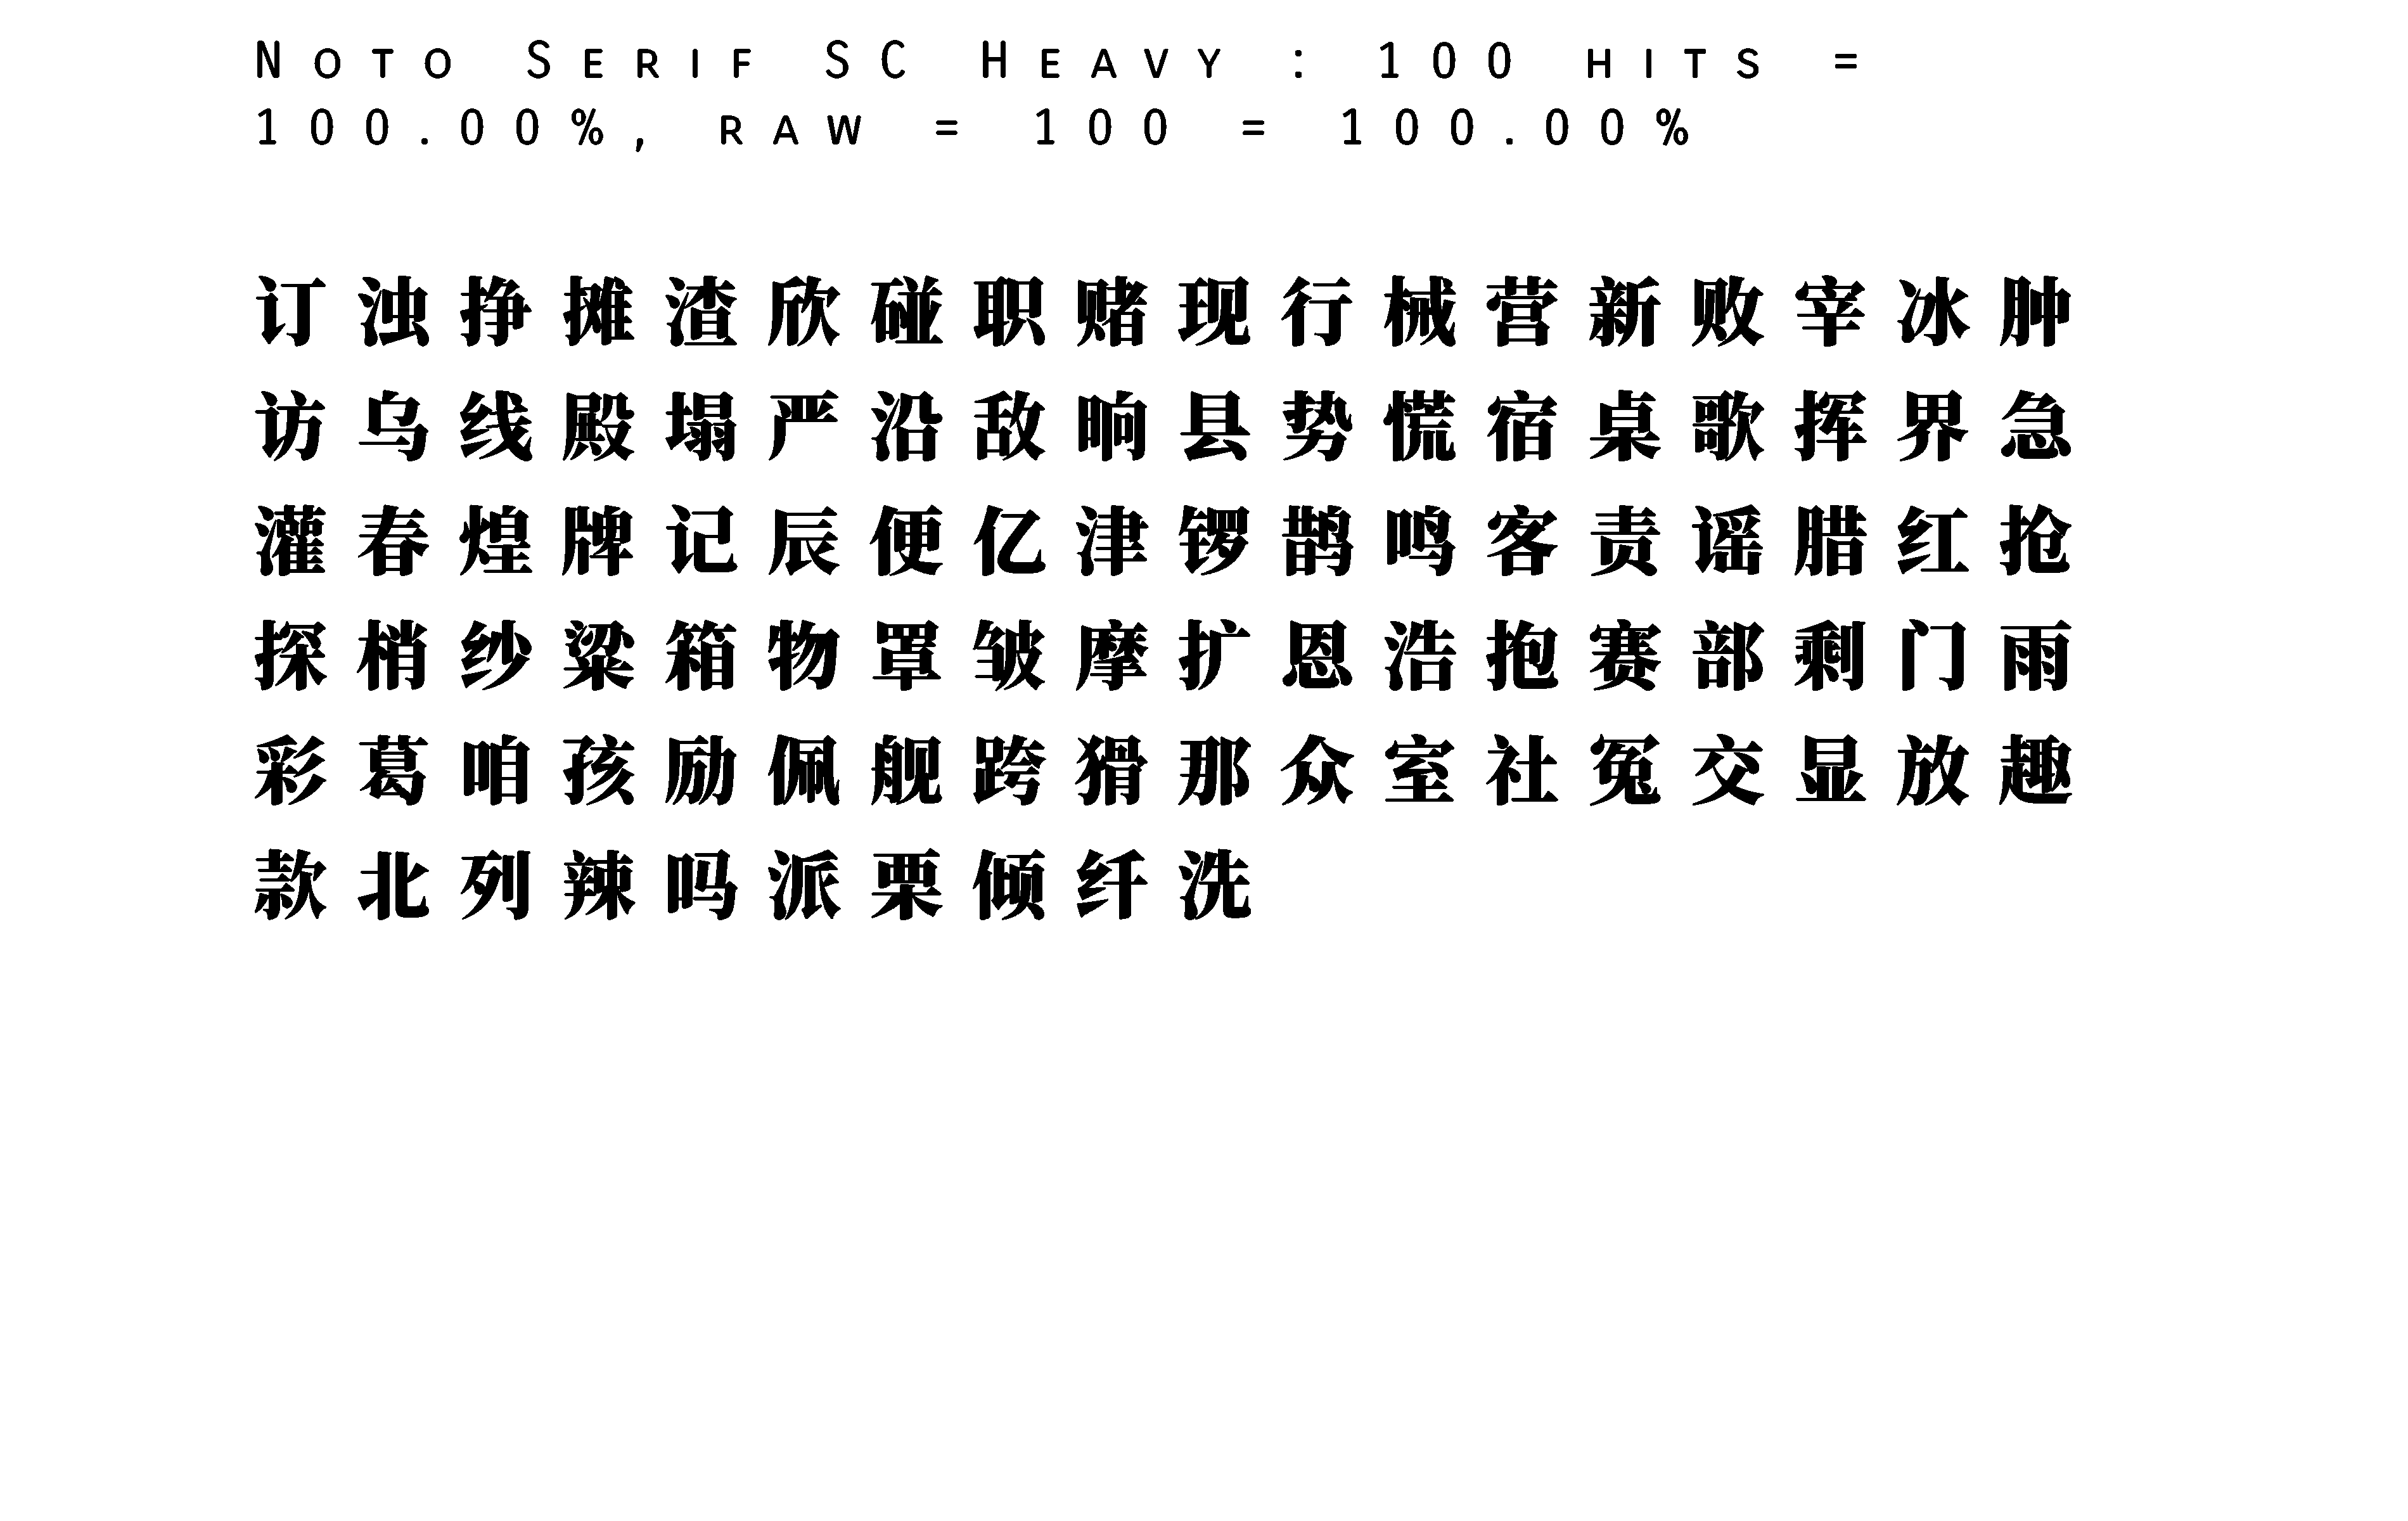 Noto Serif SC Heavy : 100 hits =
100.00%, raw = 100 = 100.00%
订浊挣摊渣欣碰职赌现行械营新败宰冰肿
访乌线殿塌严沿敌晌县势慌宿桌歌挥界急
灌春煌牌记辰便亿津锣鹊鸣客责谣腊红抢
探梢纱粱箱物罩皱摩扩恩浩抱赛部剩门雨
彩葛咱孩励佩舰跨猾那众室社冤交显放趣
款北列辣吗派栗倾纤洗